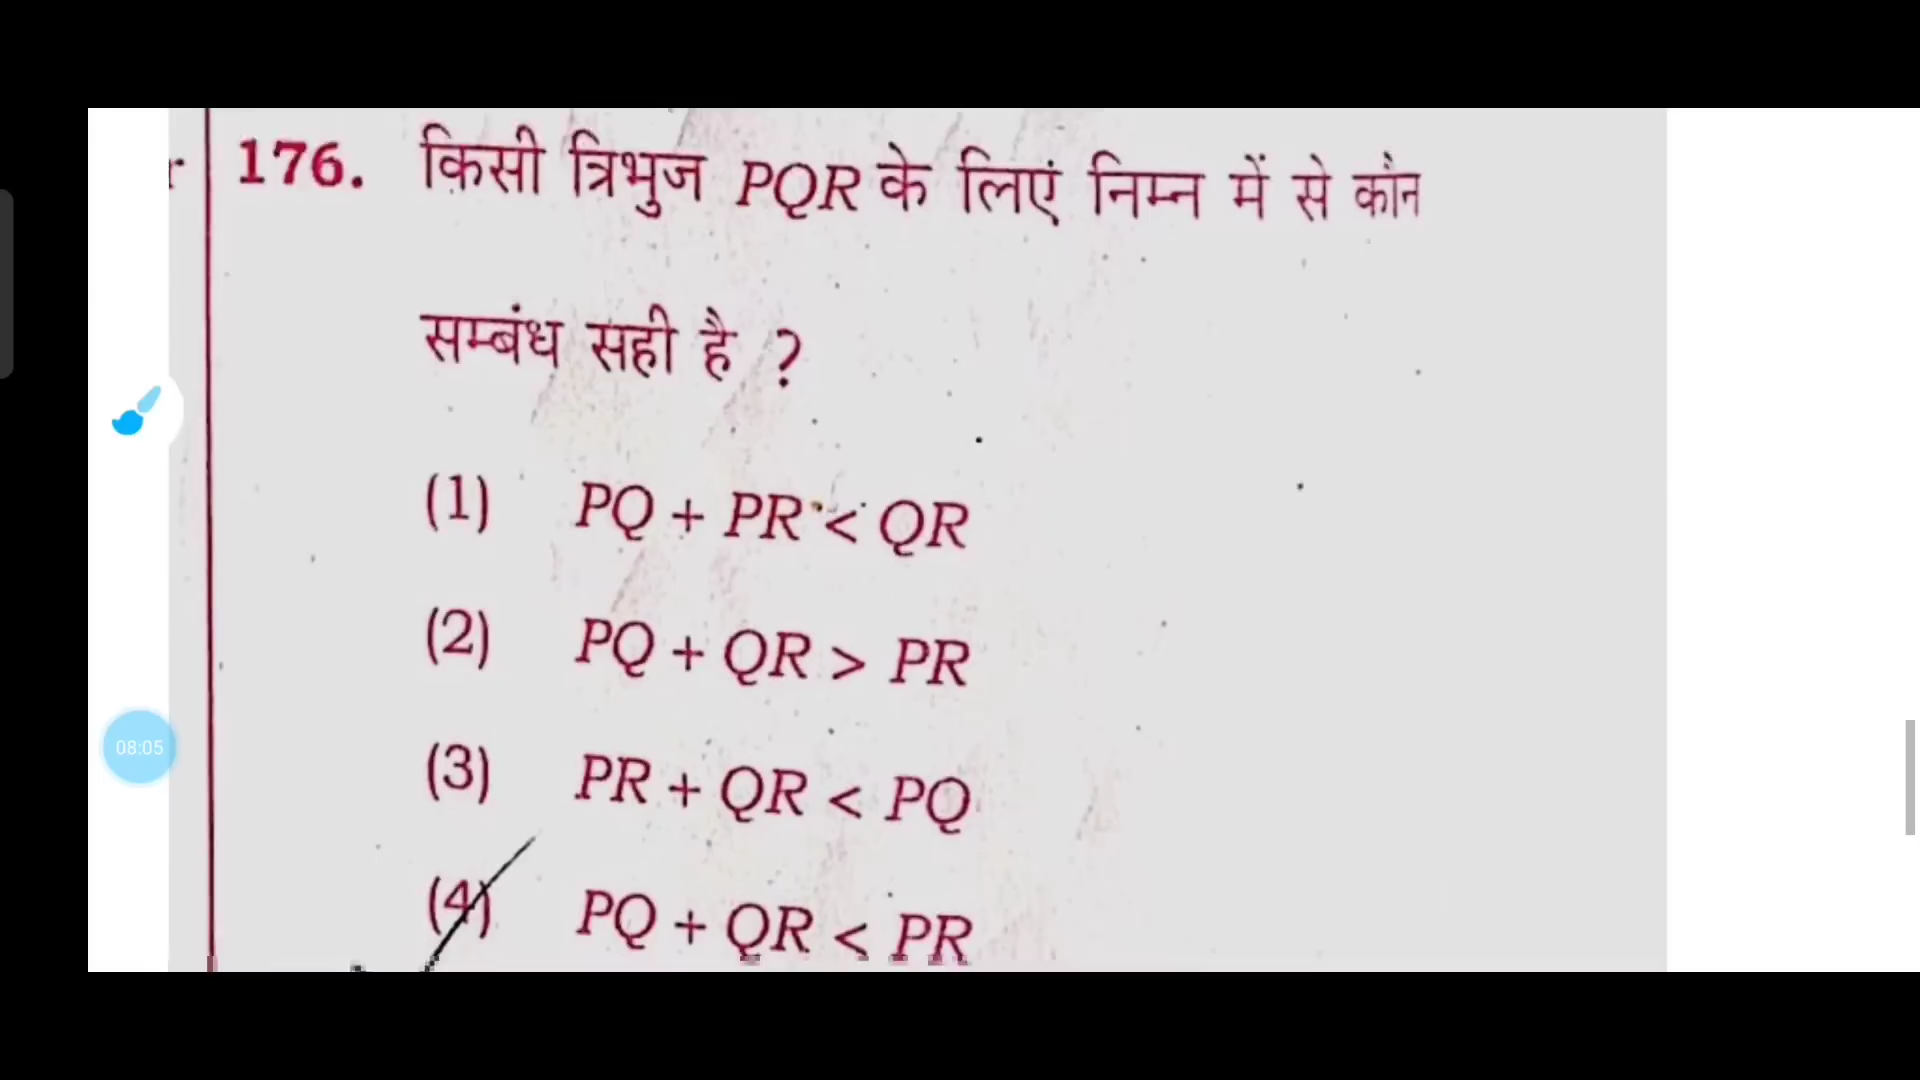 176. किसी त्रिभुज PQR के लिएं निम्न में से कौन
सम्बंध सही है ?
(1) PQ + PR < QR
(2) PQ + QR > PR
(3) PR + QR < PQ
(4) PQ + QR < PR
08:05